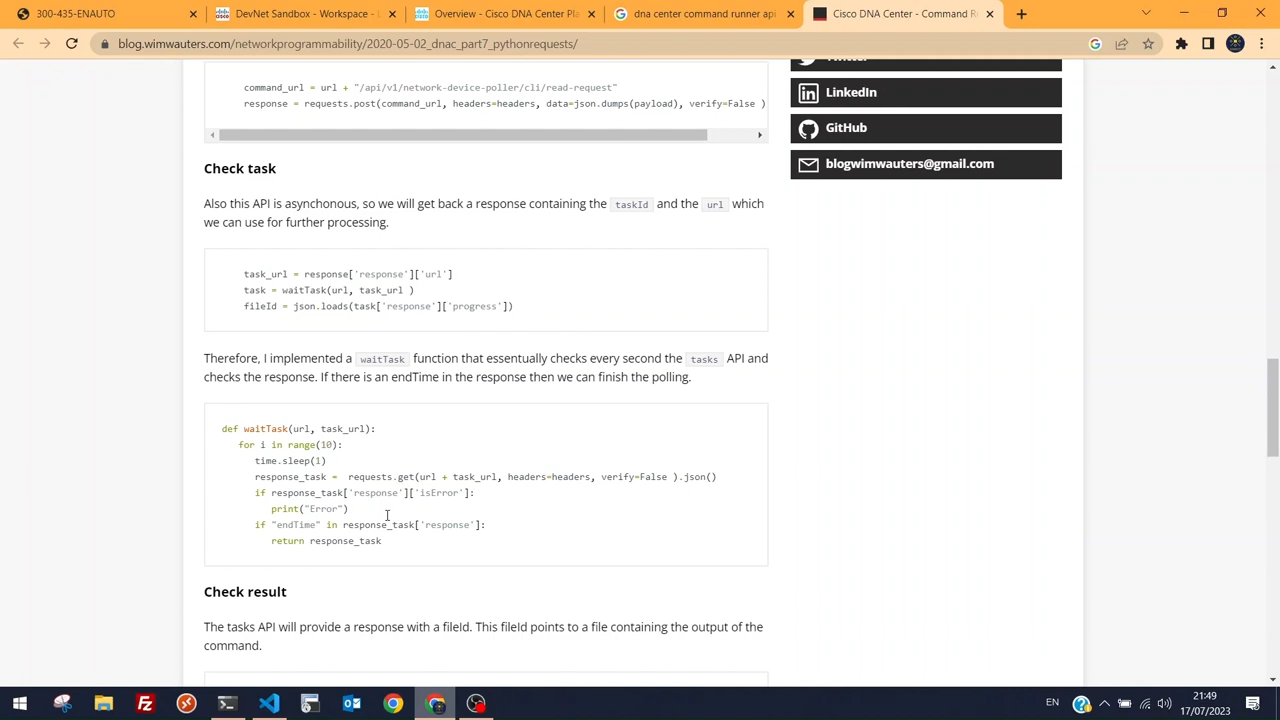 300-435-ENAUTO
DevNet Sandbox - Workspace - L
Overview - DevNet Center Pla
dna center command runner api
Cisco DNA Center - Command R
blog.wimwauters.com/networkprogrammability/2020-05-02_dnac_part7_pythonrequests/
command_url = url + "/api/v1/network-device-poller/cli/read-request"
response = requests.post(command_url, headers=headers, data=json.dumps(payload), verify=False )
Twitter
LinkedIn
GitHub
blogwimwauters@gmail.com
Check task
Also this API is asynchonous, so we will get back a response containing the taskId and the url which
we can use for further processing.
task_url = response['response']['url']
task = waitTask(url, task_url )
fileId = json.loads(task['response']['progress'])
Therefore, I implemented a waitTask function that essentually checks every second the tasks API and
checks the response. If there is an endTime in the response then we can finish the polling.
def waitTask(url, task_url):
for i in range(10):
time.sleep(1)
response_task = requests.get(url + task_url, headers=headers, verify=False ).json()
if response_task['response']['isError']:
print("Error")
if "endTime" in response_task['response']:
return response_task
Check result
The tasks API will provide a response with a fileId. This fileId points to a file containing the output of the
command.
EN
21:49
17/07/2023